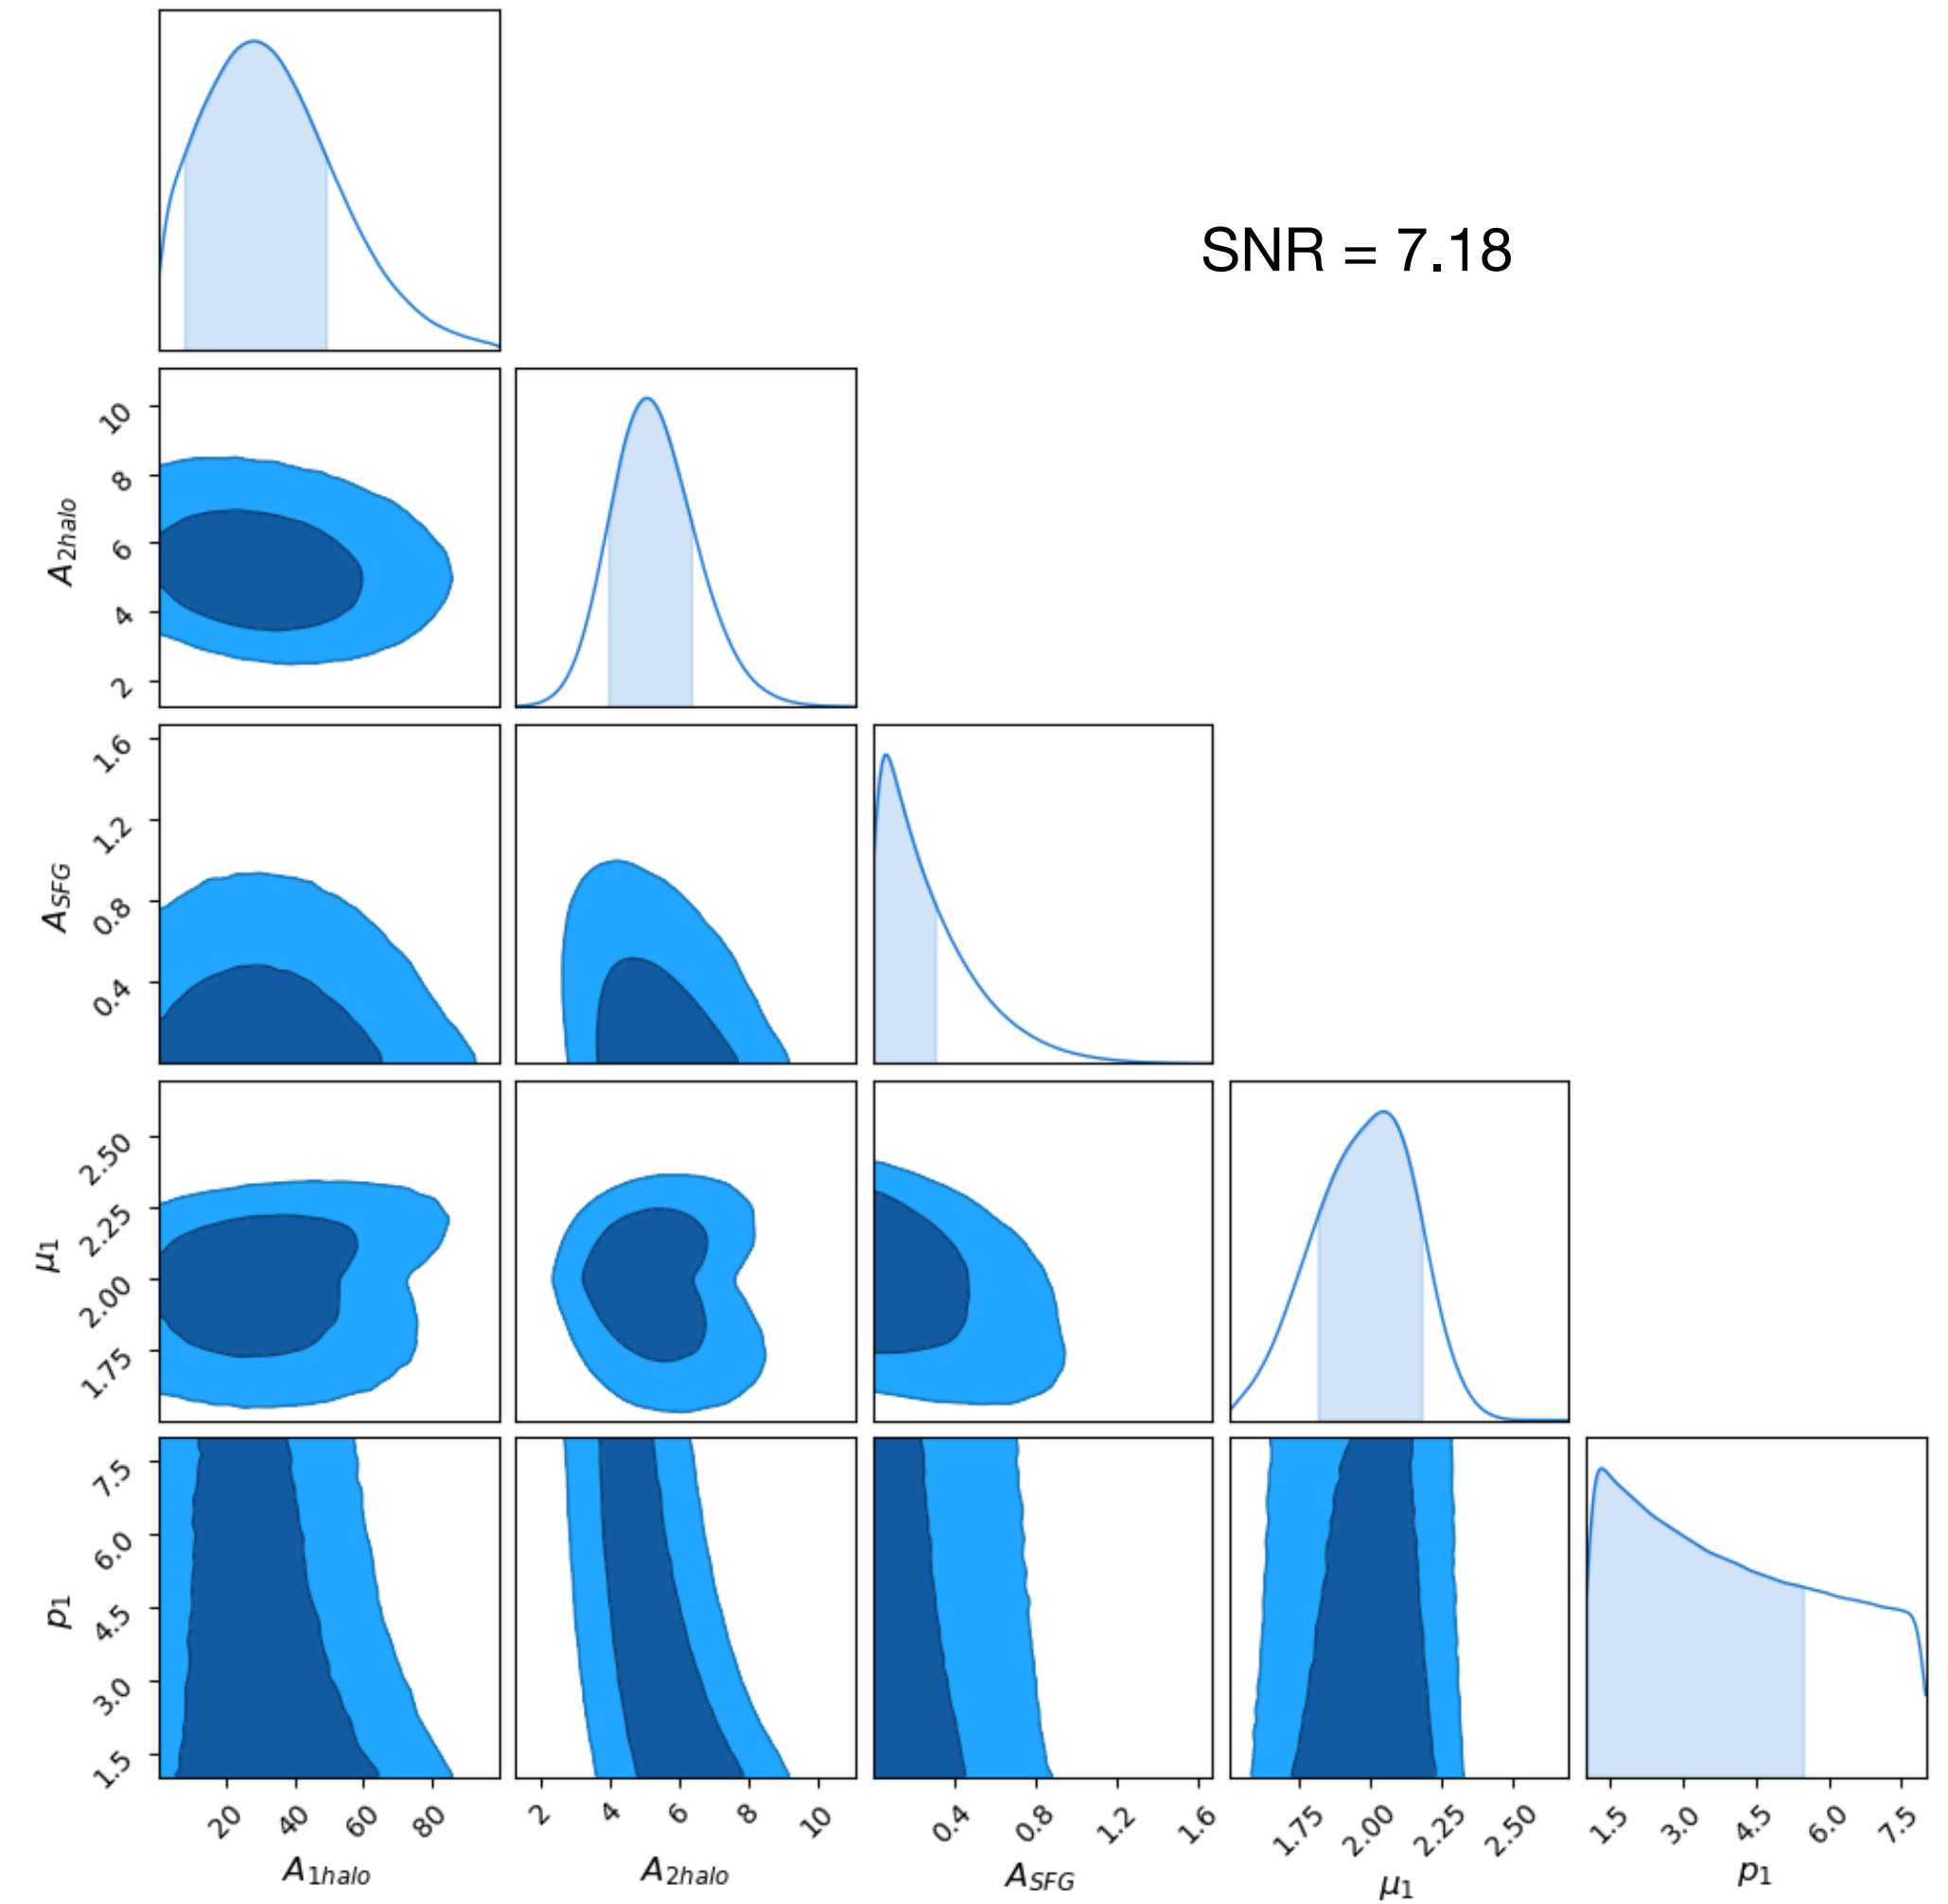 SNR = 7.18
10
8
6
4
2
A2halo
1.6
1.2
0.8
0.4
ASFG
2.50
2.25
2.00
1.75
μ1
7.5
6.0
4.5
3.0
1.5
p1
20 40 60 80
2 4 6 8 10
0.4 0.8 1.2 1.6
1.75 2.00 2.25 2.50
1.5 3.0 4.5 6.0 7.5
A1halo A2halo ASFG μ1 p1